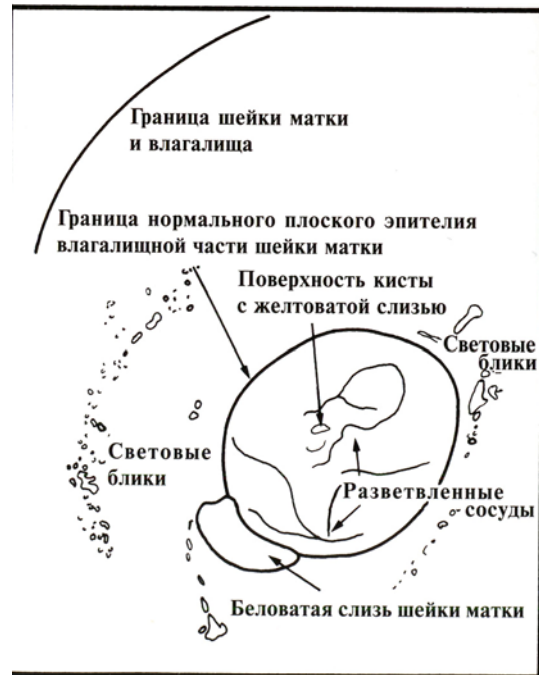 Граница шейки матки
и влагалища
Граница нормального плоского эпителия
влагалищной части шейки матки
Поверхность кисты
с желтоватой слизью
Световые
блики
Световые
блики
Разветвленные
сосуды
Беловатая слизь шейки матки